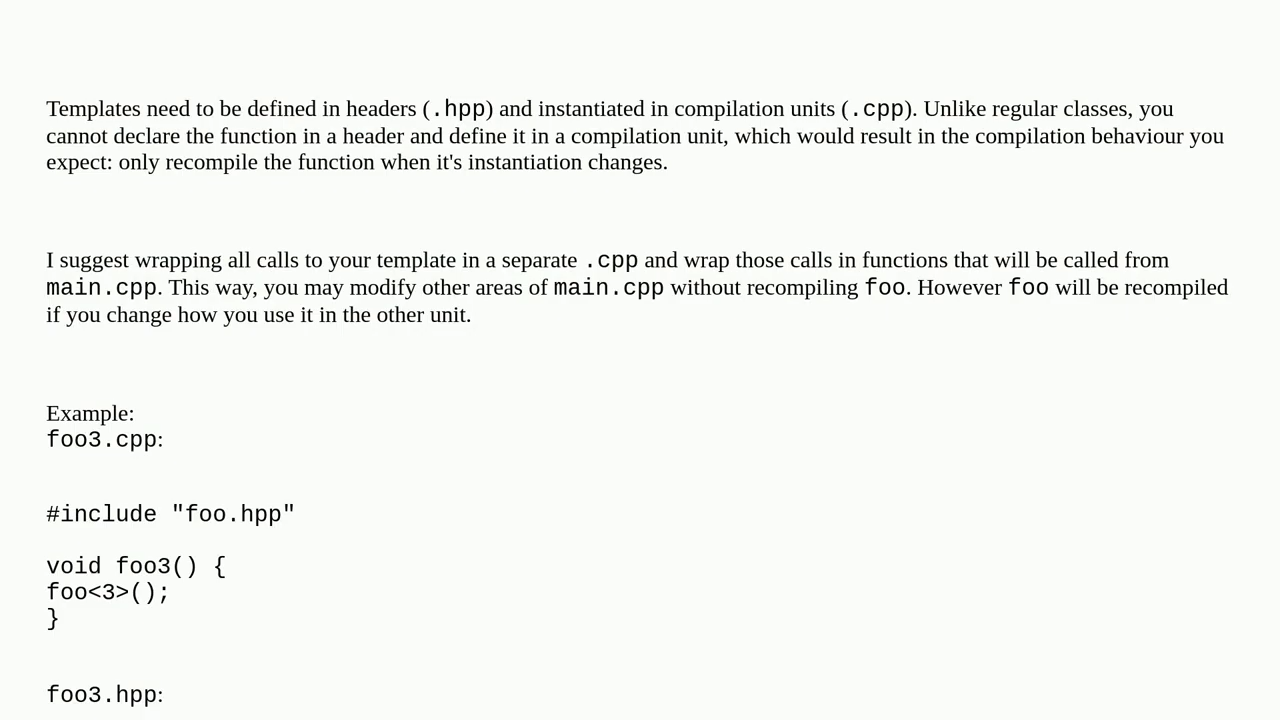 Templates need to be defined in headers (.hpp) and instantiated in compilation units (.cpp). Unlike regular classes, you
cannot declare the function in a header and define it in a compilation unit, which would result in the compilation behaviour you
expect: only recompile the function when it's instantiation changes.
I suggest wrapping all calls to your template in a separate .cpp and wrap those calls in functions that will be called from
main.cpp. This way, you may modify other areas of main.cpp without recompiling foo. However foo will be recompiled
if you change how you use it in the other unit.
Example:
foo3.cpp:
#include "foo.hpp"
void foo3() {
foo<3>();
}
foo3.hpp: